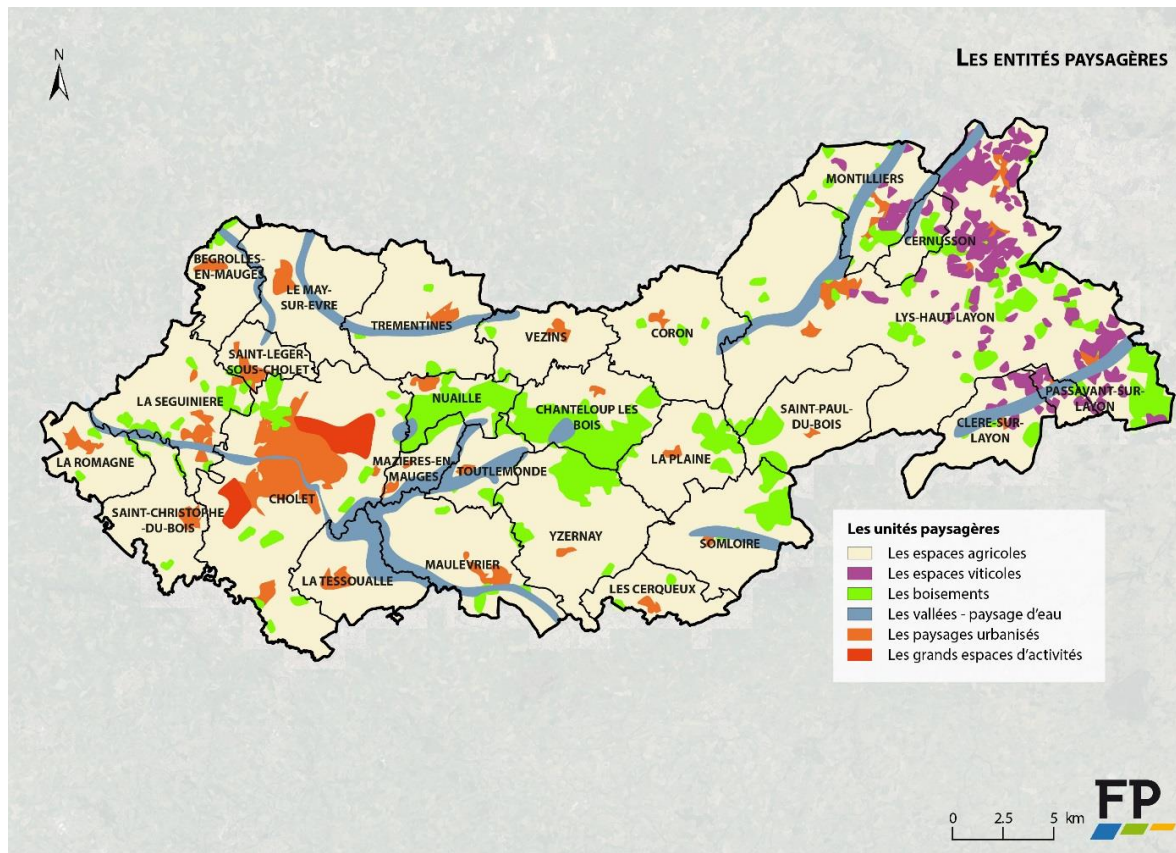 N
LES ENTITÉS PAYSAGÈRES
MONTILLIERS
CERNUSSON
BEGROLLES-
EN-MAUGES
LE MAY-
SUR-EVRE
TREMENTINES
VEZINS
CORON
LYS-HAUT-LAYON
SAINT-LEGER-
SOUS-CHOLET
LA SEGUINIERE
NUAILLE
CHANTELOUP LES
BOIS
SAINT-PAUL-
DU-BOIS
PASSAVANT-SUR-
LAYON
CLERE-SUR-
LAYON
LA ROMAGNE
MAZIERES-EN-
MAUGES
TOUTLEMONDE
LA PLAINE
CHOLET
SAINT-CHRISTOPHE
-DU-BOIS
YZERNAY
SOMLOIRE
MAULEVRIER
LA TESSOUALLE
LES CERQUEUX
Les unités paysagères
Les espaces agricoles
Les espaces viticoles
Les boisements
Les vallées - paysage d'eau
Les paysages urbanisés
Les grands espaces d'activités
0 2.5 5 km
FP